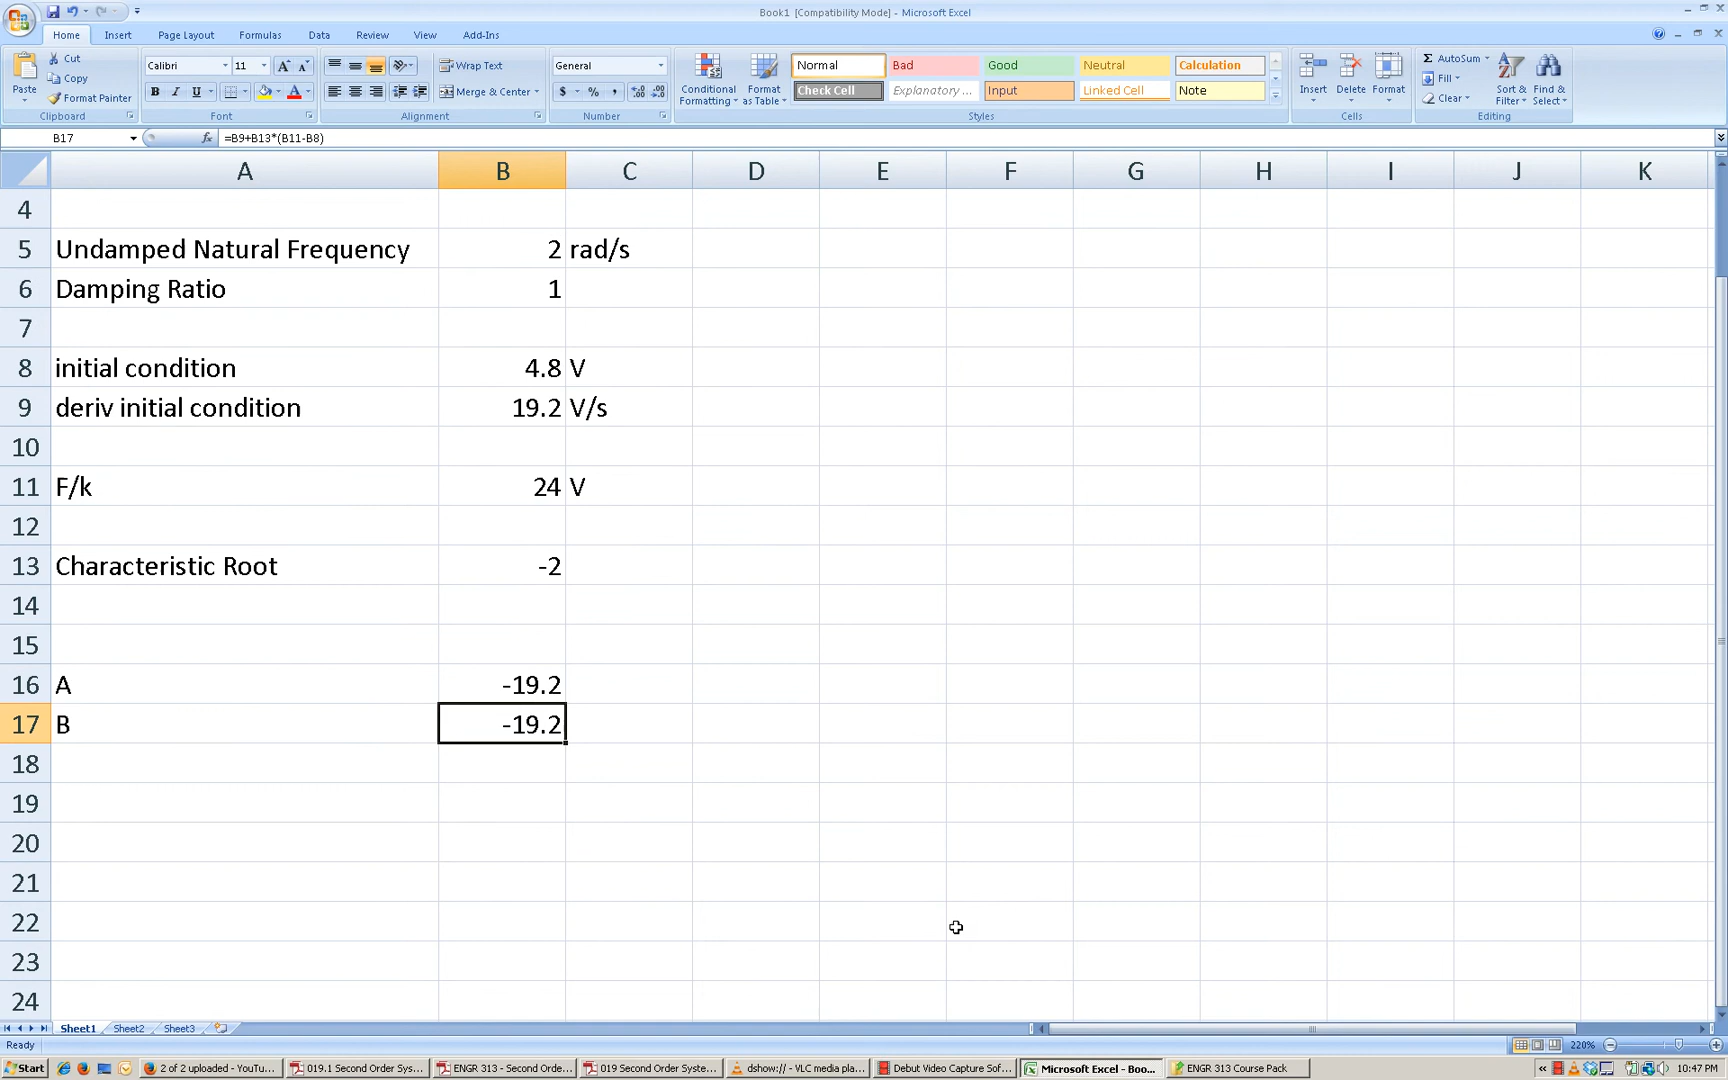 Book1 [Compatibility Mode] - Microsoft Excel
Home Insert Page Layout Formulas Data Review View Add-Ins
Paste Cut Copy Format Painter Clipboard
Calibri 11 A A B I U A Font
Wrap Text Merge & Center Alignment
General $ % , Number
Conditional Formatting Format as Table
Normal Bad Good Neutral Calculation
Check Cell Explanatory ... Input Linked Cell Note
Styles
Insert Delete Format Cells
AutoSum Fill Clear Sort & Filter Find & Select Editing
B17 fx =B9+B13*(B11-B8)
A B C D E F G H I J K
4
5 Undamped Natural Frequency 2 rad/s
6 Damping Ratio 1
7
8 initial condition 4.8 V
9 deriv initial condition 19.2 V/s
10
11 F/k 24 V
12
13 Characteristic Root -2
14
15
16 A -19.2
17 B -19.2
18
19
20
21
22
23
24
Sheet1 Sheet2 Sheet3
Ready 220%
Start 2 of 2 uploaded - YouTu... 019.1 Second Order Sys... ENGR 313 - Second Orde... 019 Second Order Syste... dshow:// - VLC media pla... Debut Video Capture Sof... Microsoft Excel - Boo... ENGR 313 Course Pack « 10:47 PM